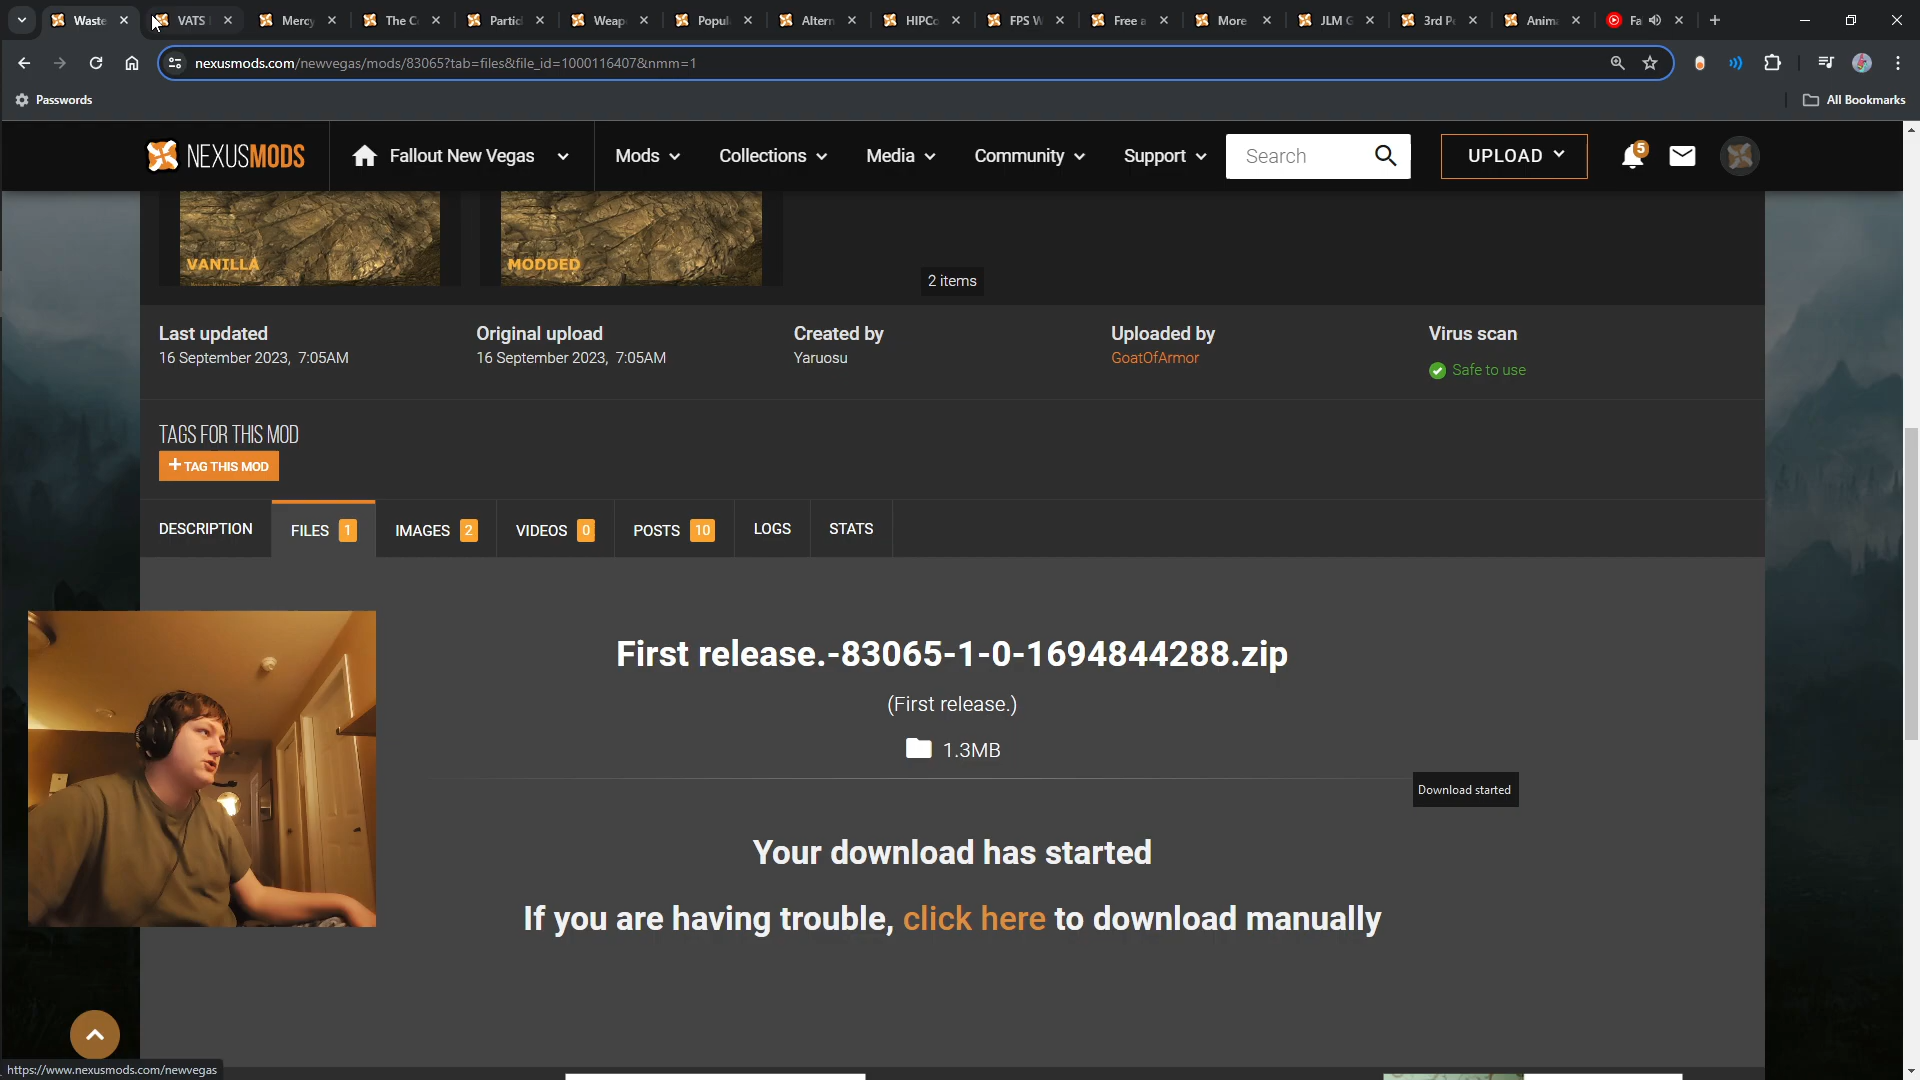 Waste
VATS
Mercy
The C
Partic
Weap
Popul
Altern
HIPCo
FPS W
Free a
More
JLM G
3rd Pe
Anima
Fa
nexusmods.com/newvegas/mods/83065?tab=files&file_id=1000116407&nmm=1
Passwords
All Bookmarks
NEXUSMODS
Fallout New Vegas
Mods
Collections
Media
Community
Support
Search
UPLOAD
5
VANILLA
MODDED
2 items
Last updated
16 September 2023, 7:05AM
Original upload
16 September 2023, 7:05AM
Created by
Yaruosu
Uploaded by
GoatOfArmor
Virus scan
Safe to use
TAGS FOR THIS MOD
+ TAG THIS MOD
DESCRIPTION
FILES 1
IMAGES 2
VIDEOS 0
POSTS 10
LOGS
STATS
First release.-83065-1-0-1694844288.zip
(First release.)
1.3MB
Download started
Your download has started
If you are having trouble, click here to download manually
https://www.nexusmods.com/newvegas